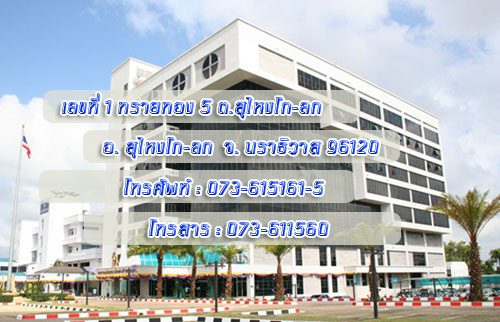 เลขที่ 1 ทรายทอง 5 ต.สุไหงโก-ลก
อ. สุไหงโก-ลก จ. นราธิวาส 96120
โทรศัพท์ : 073-615161-5
โทรสาร : 073-611560